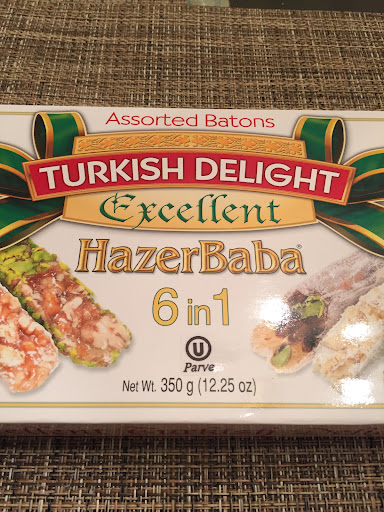 Assorted Batons
TURKISH DELIGHT
Excellent
HazerBaba®
6 in 1
U
Parve
Net Wt. 350 g (12.25 oz)